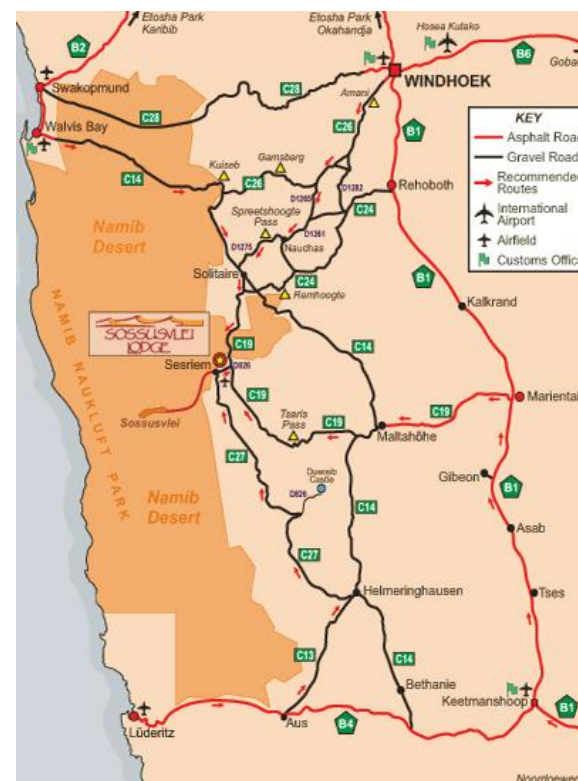 Etosha Park
Karibib
Etosha Park
Okahandja
Hosea Kutako
B2
B6
Goba
Swakopmund
C28
WINDHOEK
Amani
C28
C26
B1
Walvis Bay
KEY
Asphalt Road
Gravel Road
Recommended
Routes
International
Airport
Airfield
Customs Office
C14
Kuiseb
Gamsberg
C26
D1265
D1282
Rehoboth
Spreetshoogle
Pass
C24
D1261
D1275
Nauchas
Namib
Desert
Solitaire
C24
Remhoogle
B1
Kalkrand
NAMIB NAUKLUFT PARK
SOSSUSVLEI
LODGE
C19
C14
Sesriem
D826
C19
Sossusvlei
Tsaris
Pass
C19
C19
Mariental
Maltahöhe
C27
Duwisib
Castle
D826
Gibeon
B1
Namib
Desert
C14
Asab
C27
Helmeringhausen
Tses
C13
C14
Bethanie
Keetmanshoop
B1
Lüderitz
Aus
B4
Noordoewer